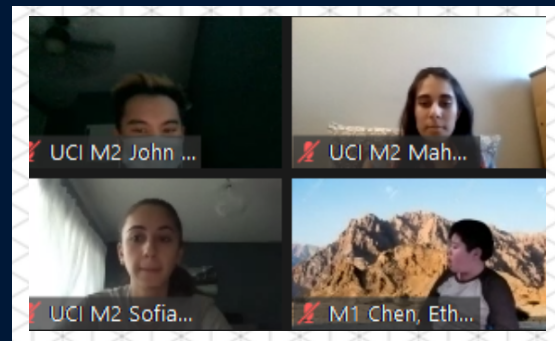 UCI M2 John ...
UCI M2 Mah...
UCI M2 Sofia...
M1 Chen, Eth...